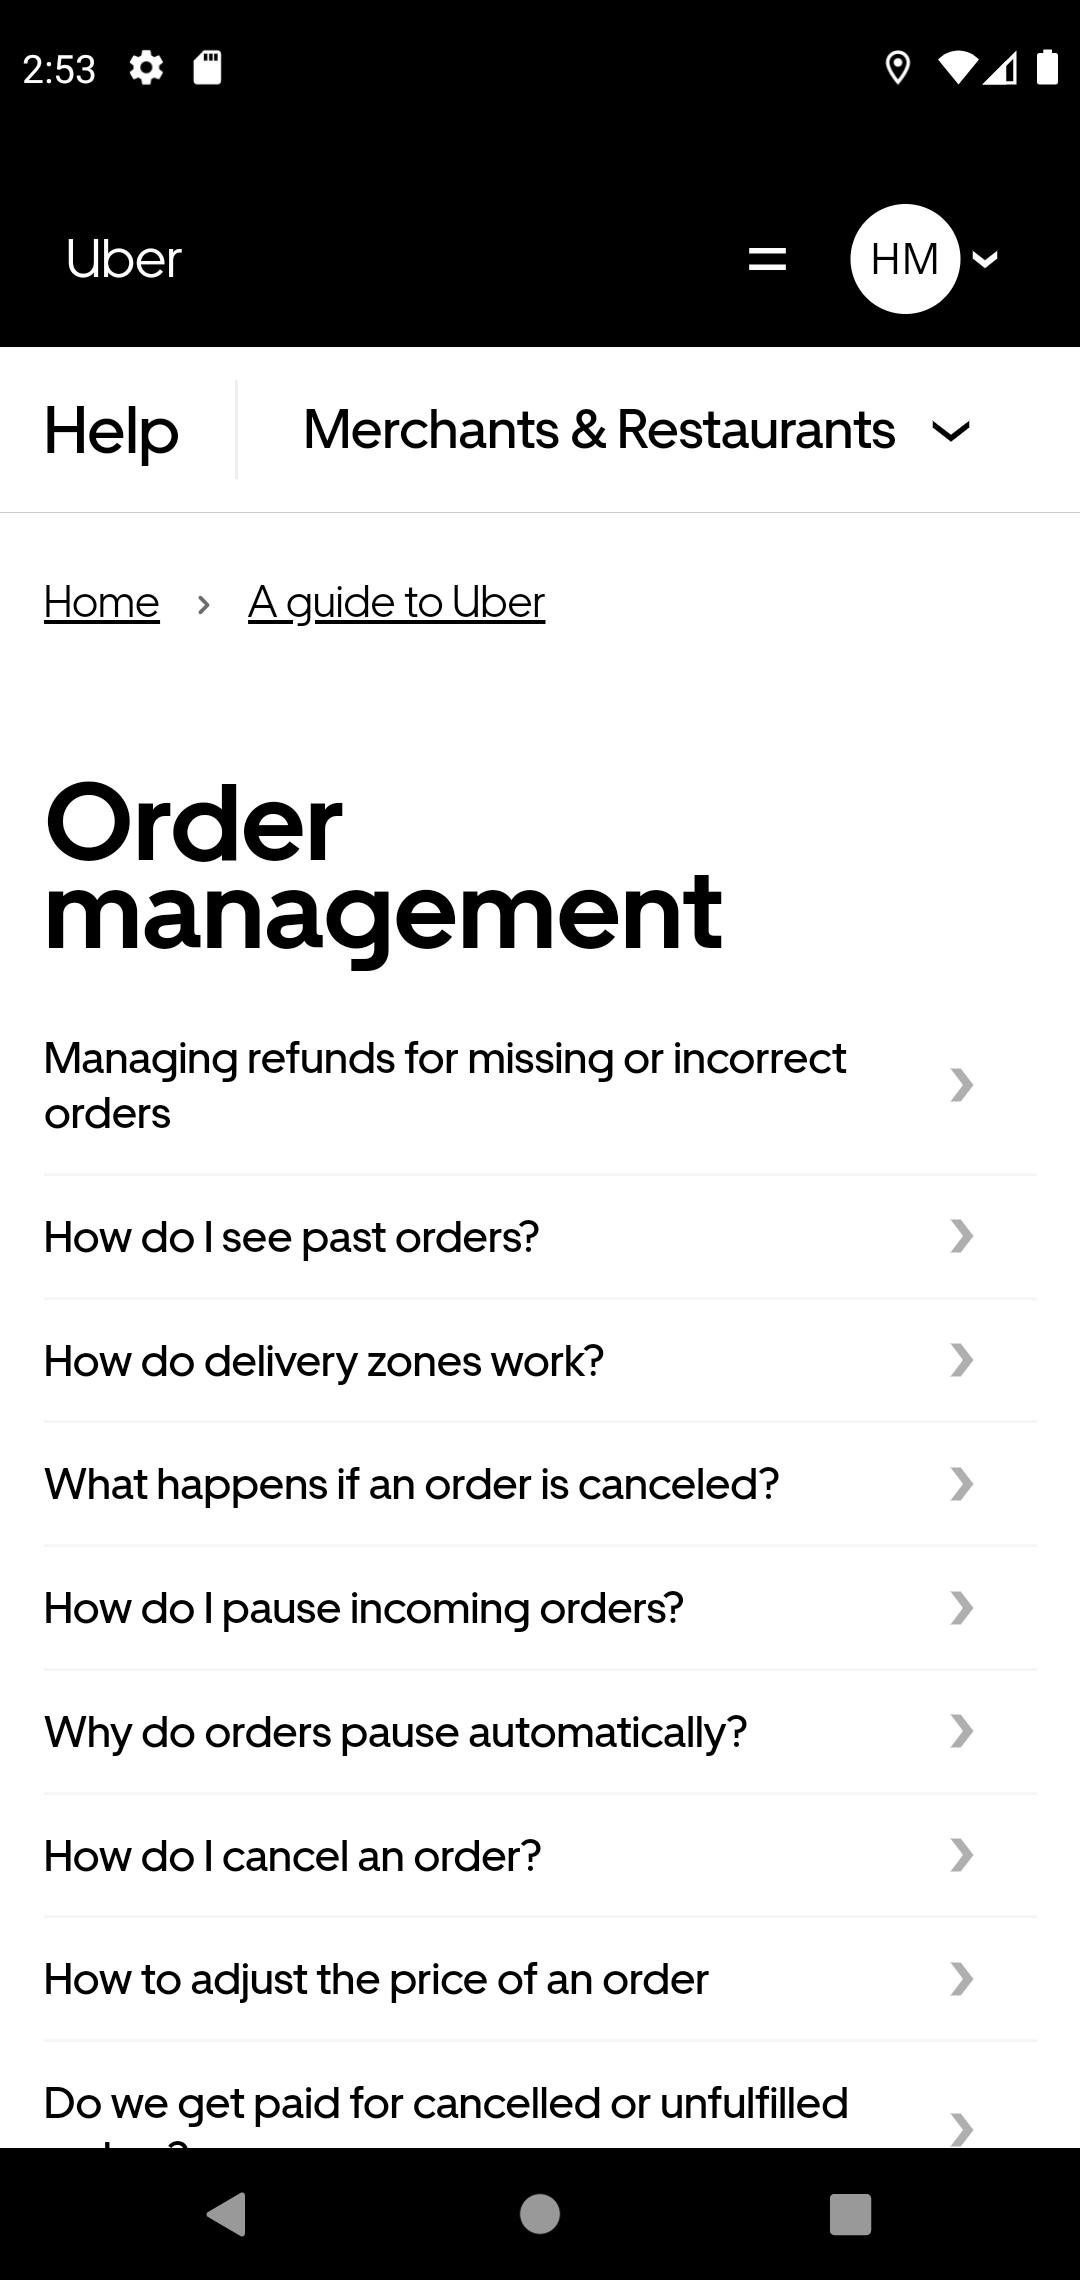 2:53
Uber
HM
Help
Merchants & Restaurants
Home › A guide to Uber
Order
management
Managing refunds for missing or incorrect
orders
How do I see past orders?
How do delivery zones work?
What happens if an order is canceled?
How do I pause incoming orders?
Why do orders pause automatically?
How do I cancel an order?
How to adjust the price of an order
Do we get paid for cancelled or unfulfilled